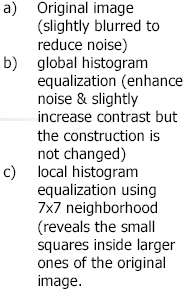 a) Original image
(slightly blurred to
reduce noise)
b) global histogram
equalization (enhance
noise & slightly
increase contrast but
the construction is
not changed)
c) local histogram
equalization using
7x7 neighborhood
(reveals the small
squares inside larger
ones of the original
image.